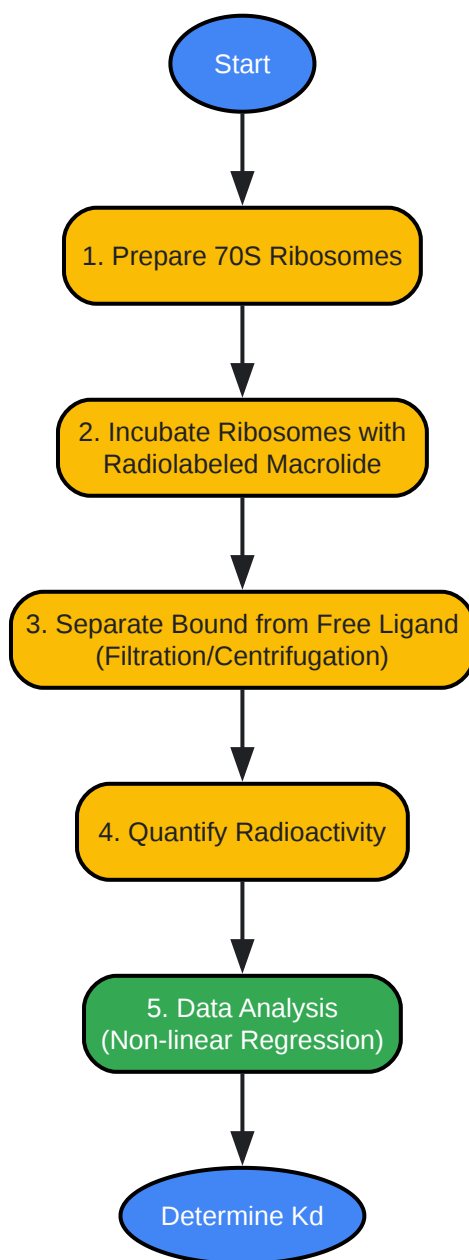 Start
1. Prepare 70S Ribosomes
2. Incubate Ribosomes with
Radiolabeled Macrolide
3. Separate Bound from Free Ligand
(Filtration/Centrifugation)
4. Quantify Radioactivity
5. Data Analysis
(Non-linear Regression)
Determine Kd